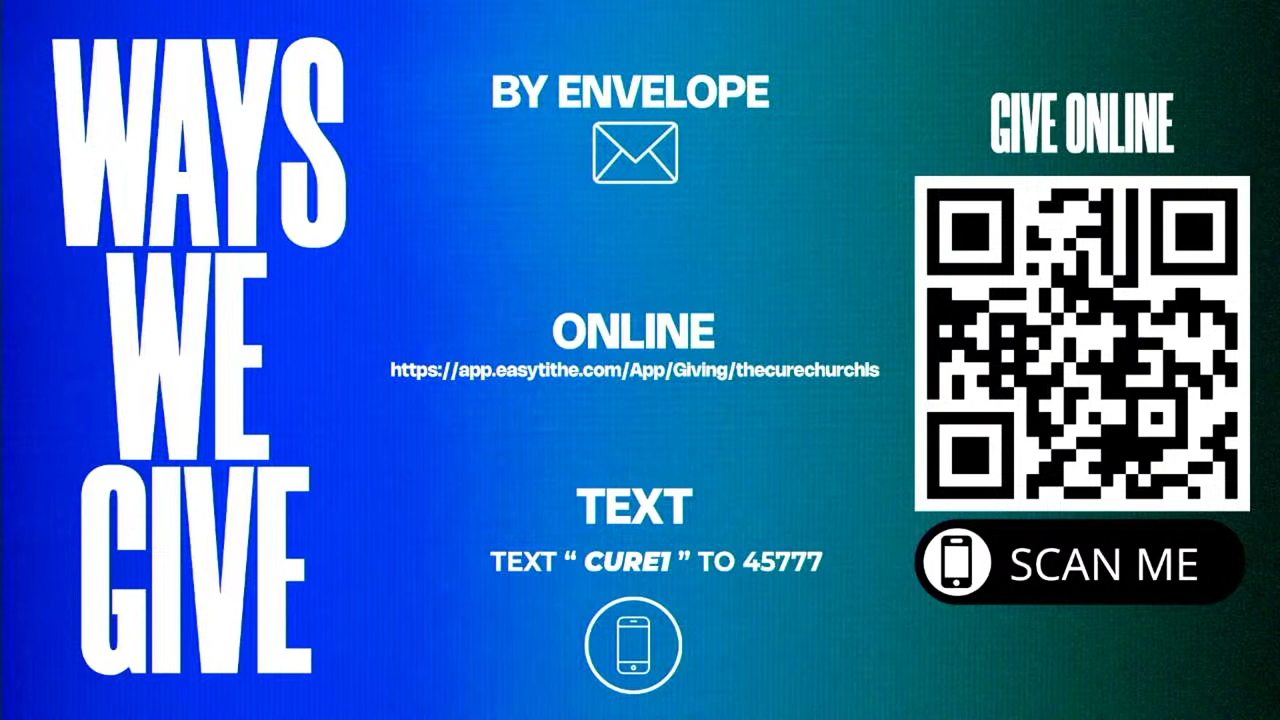 WAYS
WE
GIVE
BY ENVELOPE
ONLINE
https://app.easytithe.com/App/Giving/thecurechurchls
TEXT
TEXT “ CURE1 ” TO 45777
GIVE ONLINE
SCAN ME